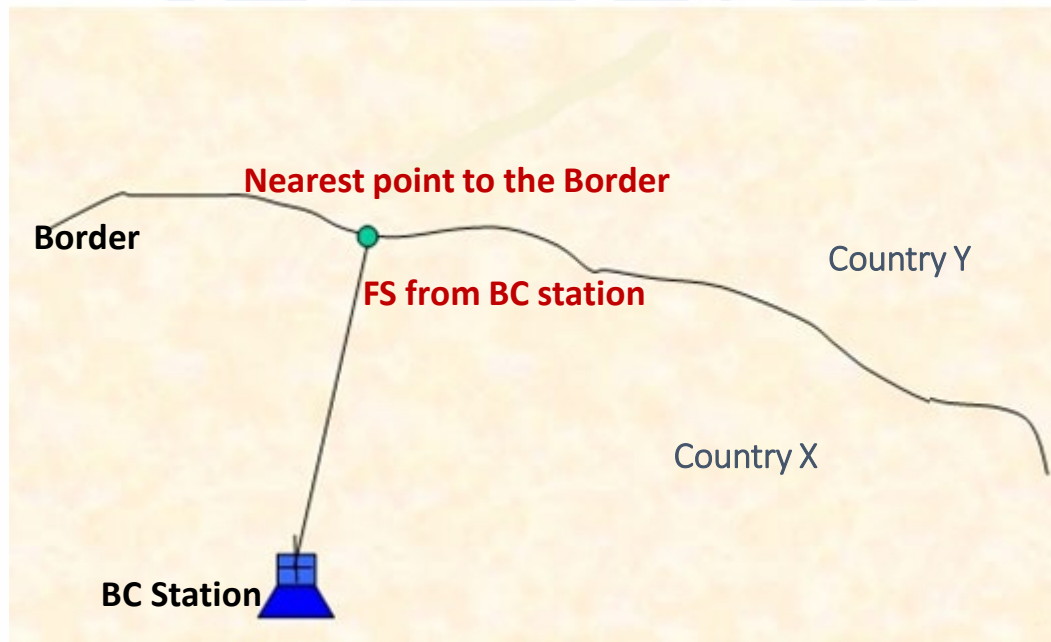 Nearest point to the Border
Border
Country Y
FS from BC station
Country X
BC Station